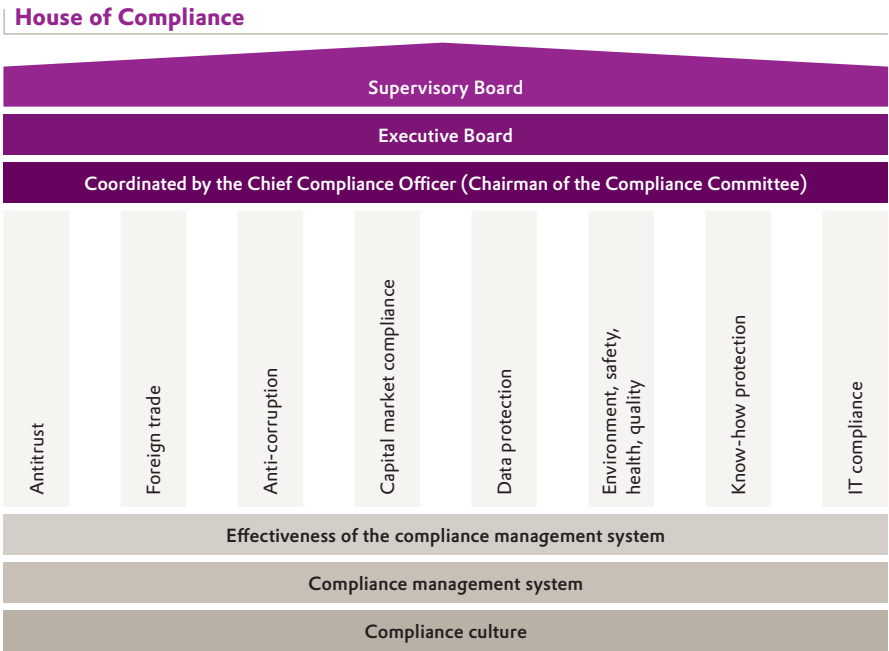 House of Compliance
Supervisory Board
Executive Board
Coordinated by the Chief Compliance Officer (Chairman of the Compliance Committee)
Antitrust
Foreign trade
Anti-corruption
Capital market compliance
Data protection
Environment, safety,
health, quality
Know-how protection
IT compliance
Effectiveness of the compliance management system
Compliance management system
Compliance culture